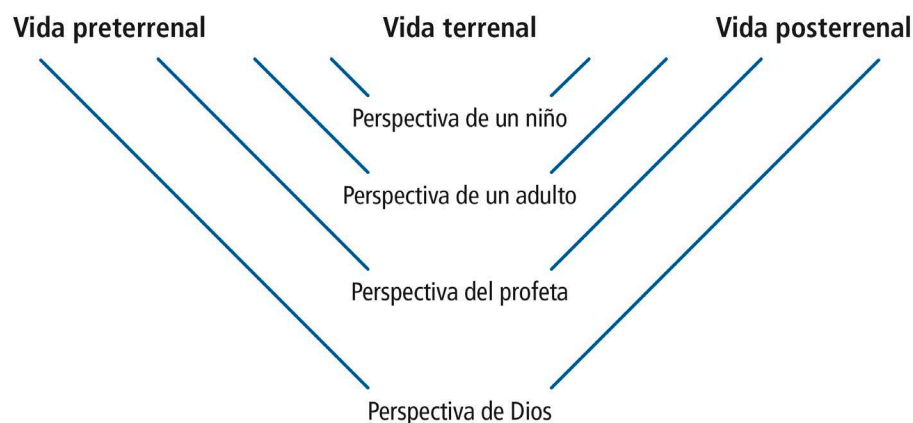 Vida preterrenal Vida terrenal Vida posterrenal
Perspectiva de un niño
Perspectiva de un adulto
Perspectiva del profeta
Perspectiva de Dios